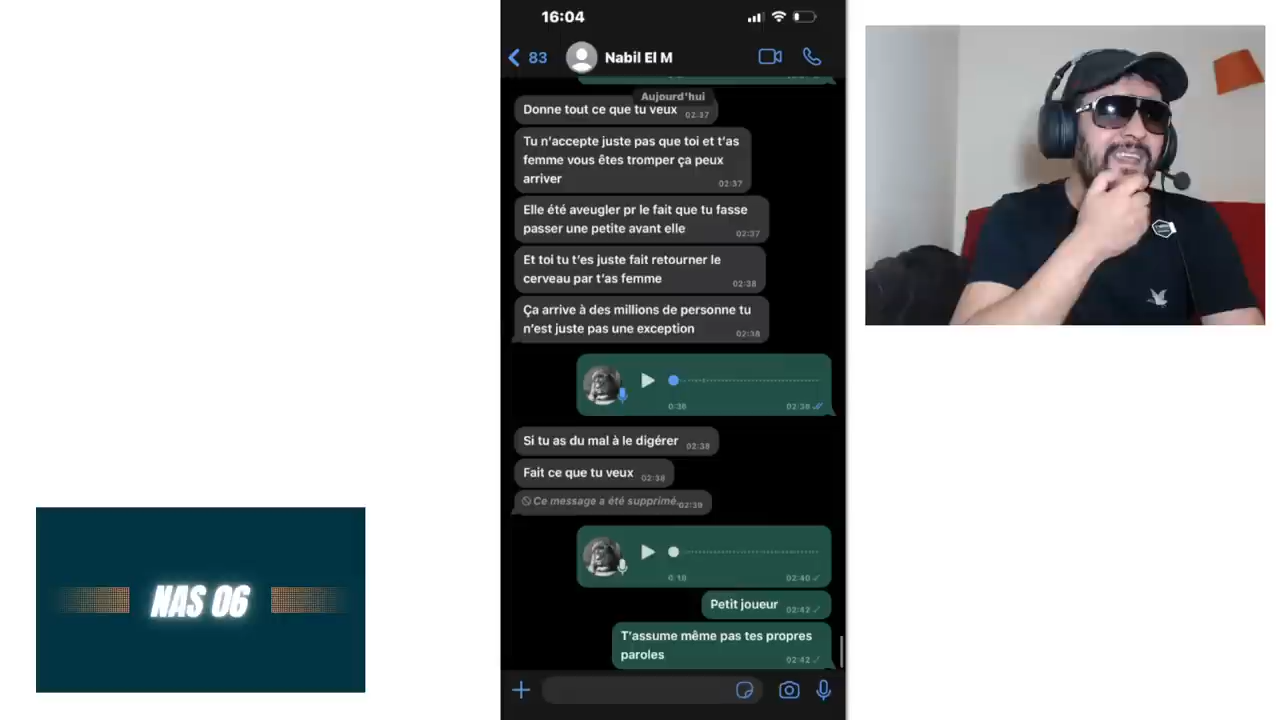 16:04
83
Nabil El M
Aujourd'hui
Donne tout ce que tu veux 02:37
Tu n'accepte juste pas que toi et t'as
femme vous êtes tromper ça peux
arriver 02:37
Elle été aveugler pr le fait que tu fasse
passer une petite avant elle 02:37
Et toi tu t'es juste fait retourner le
cerveau par t'as femme 02:38
Ça arrive à des millions de personne tu
n'est juste pas une exception 02:38
0:36 02:38
Si tu as du mal à le digérer 02:38
Fait ce que tu veux 02:38
Ce message a été supprimé. 02:39
0:18 02:40
Petit joueur 02:42
T'assume même pas tes propres
paroles 02:42
NAS 06